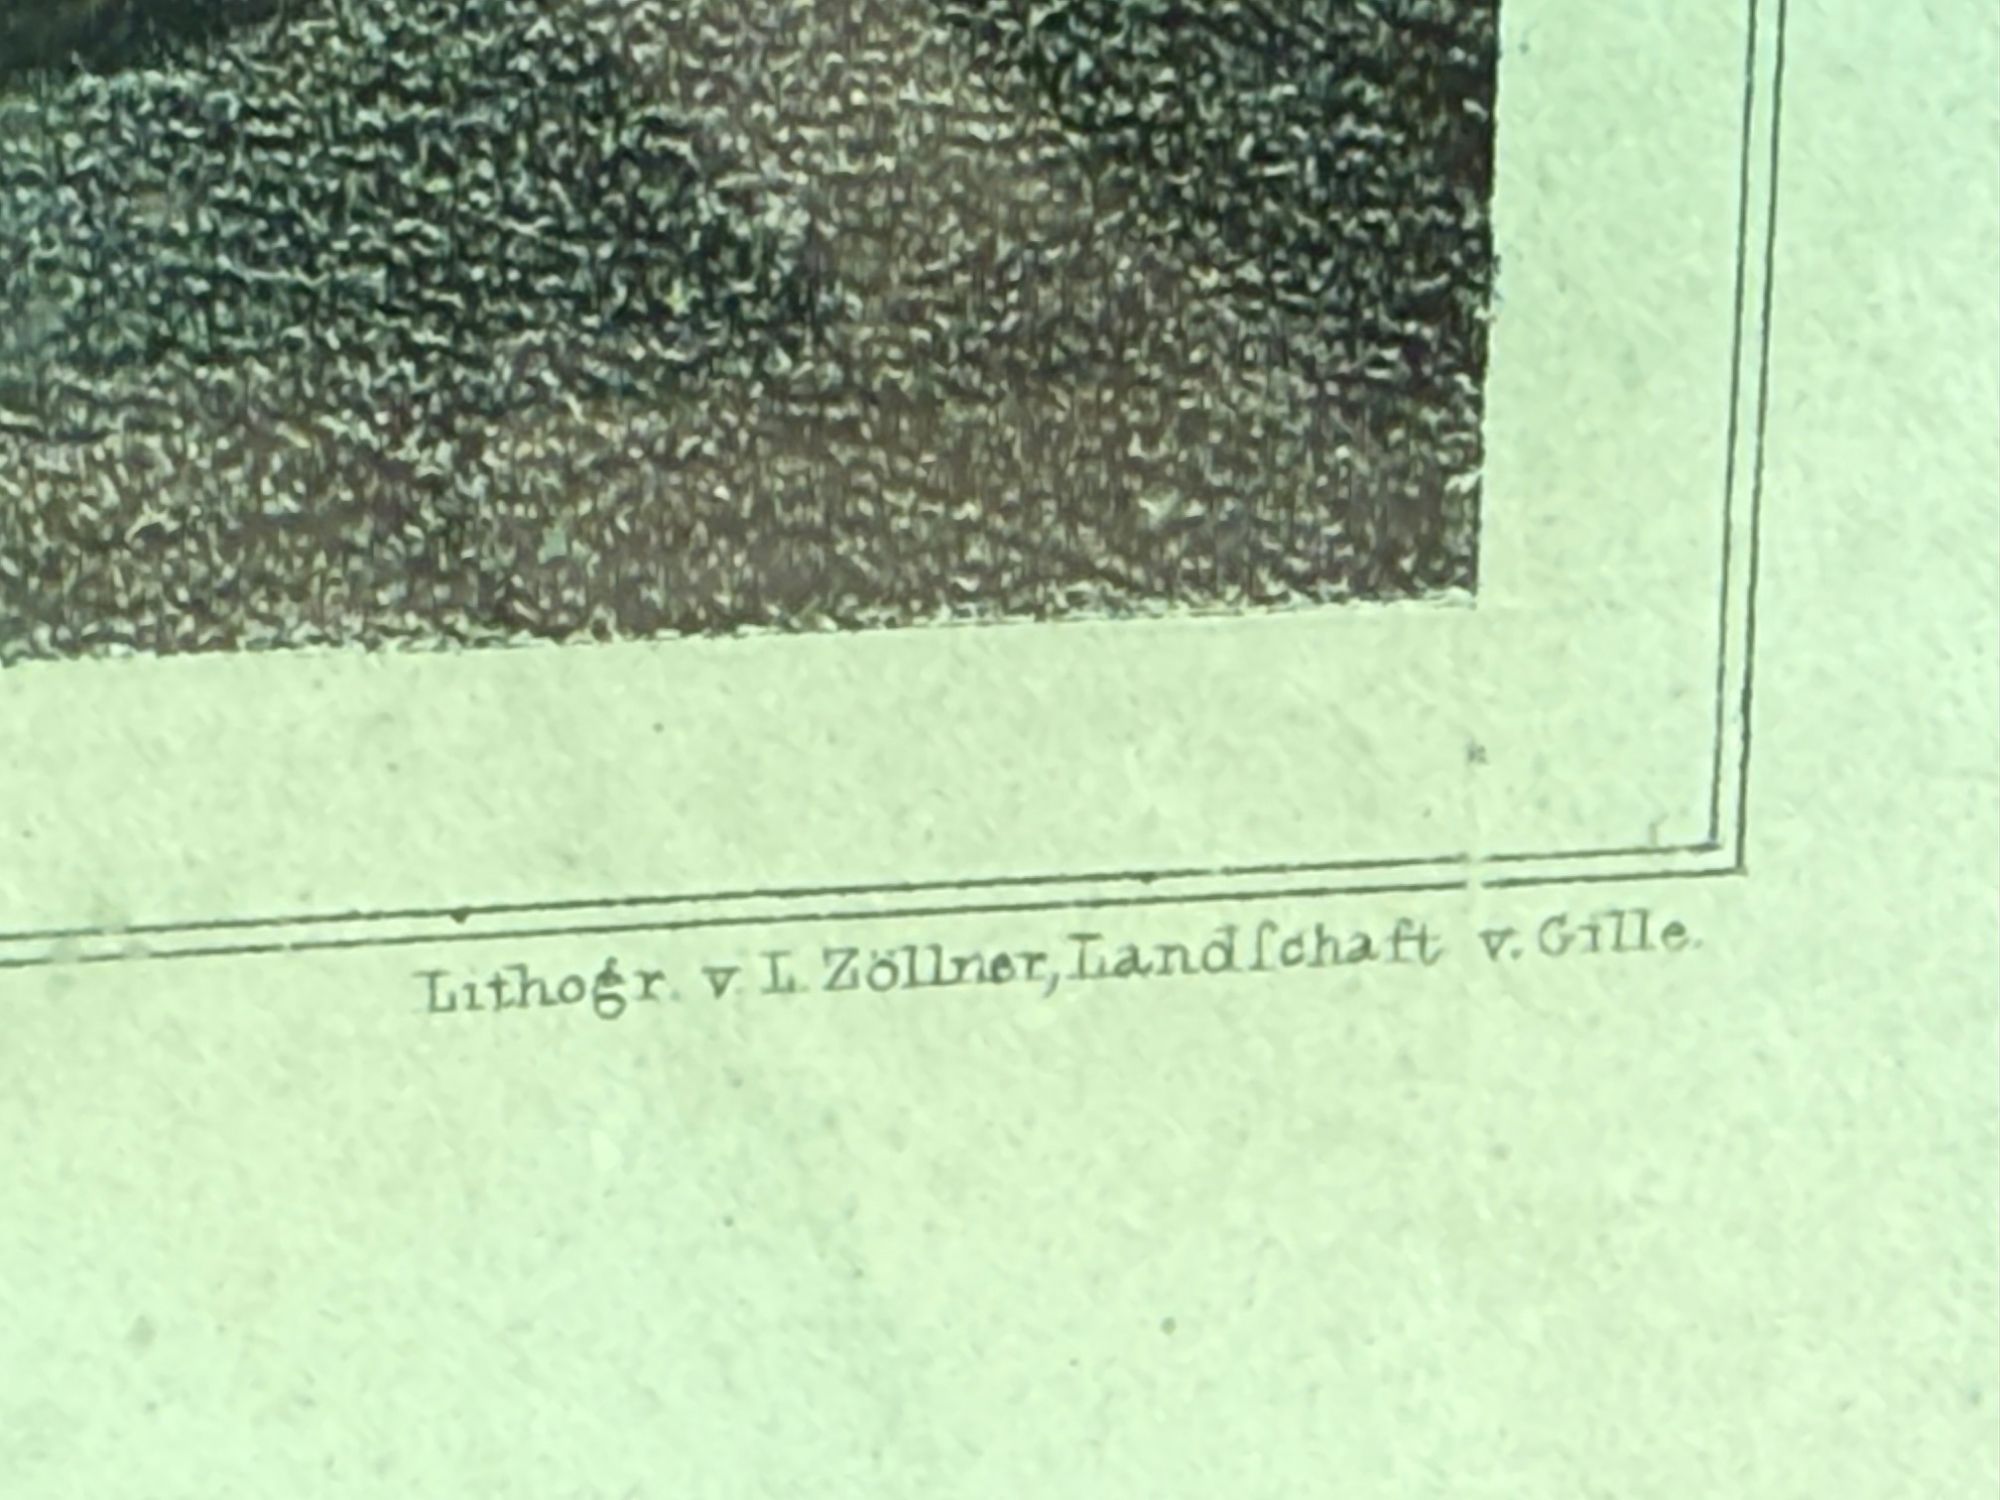 Lithogr. v. L. Zöllner, Landſchaft v. Gille.